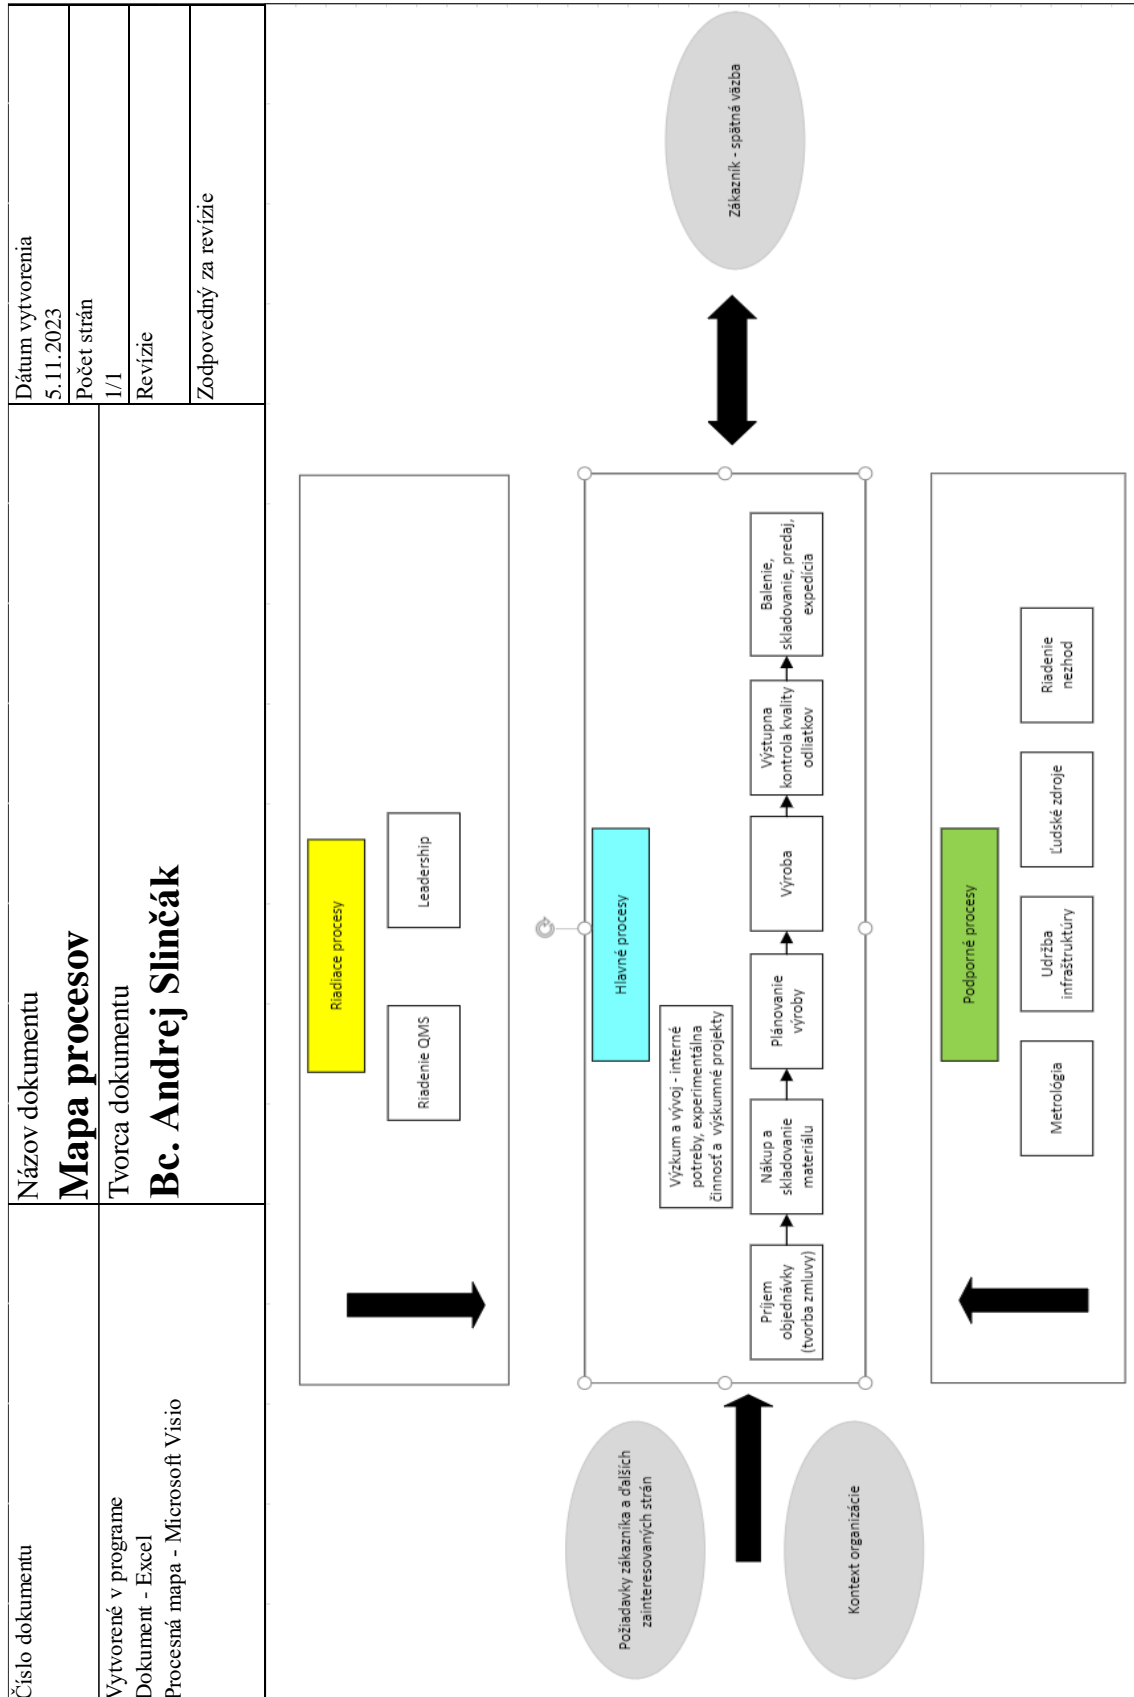 Číslo dokumentu
Vytvorené v programe
Dokument - Excel
Procesná mapa - Microsoft Visio
Názov dokumentu
Mapa procesov
Tvorca dokumentu
Bc. Andrej Slinčák
Dátum vytvorenia
5.11.2023
Počet strán
1/1
Revízie
Zodpovedný za revízie
Riadiace procesy
Riadenie QMS
Leadership
Požiadavky zákazníka a ďalších
zainteresovaných strán
Kontext organizácie
Hlavné procesy
Výzkum a vývoj - interné
potreby, experimentálna
činnosť a výskumné projekty
Príjem
objednávky
(tvorba zmluvy)
Nákup a
skladovanie
materiálu
Plánovanie
výroby
Výroba
Výstupna
kontrola kvality
odliatkov
Balenie,
skladovanie, predaj,
expedícia
Zákazník - spätná väzba
Podporné procesy
Metrológia
Udržba
infraštruktúry
Ľudské zdroje
Riadenie
nezhod